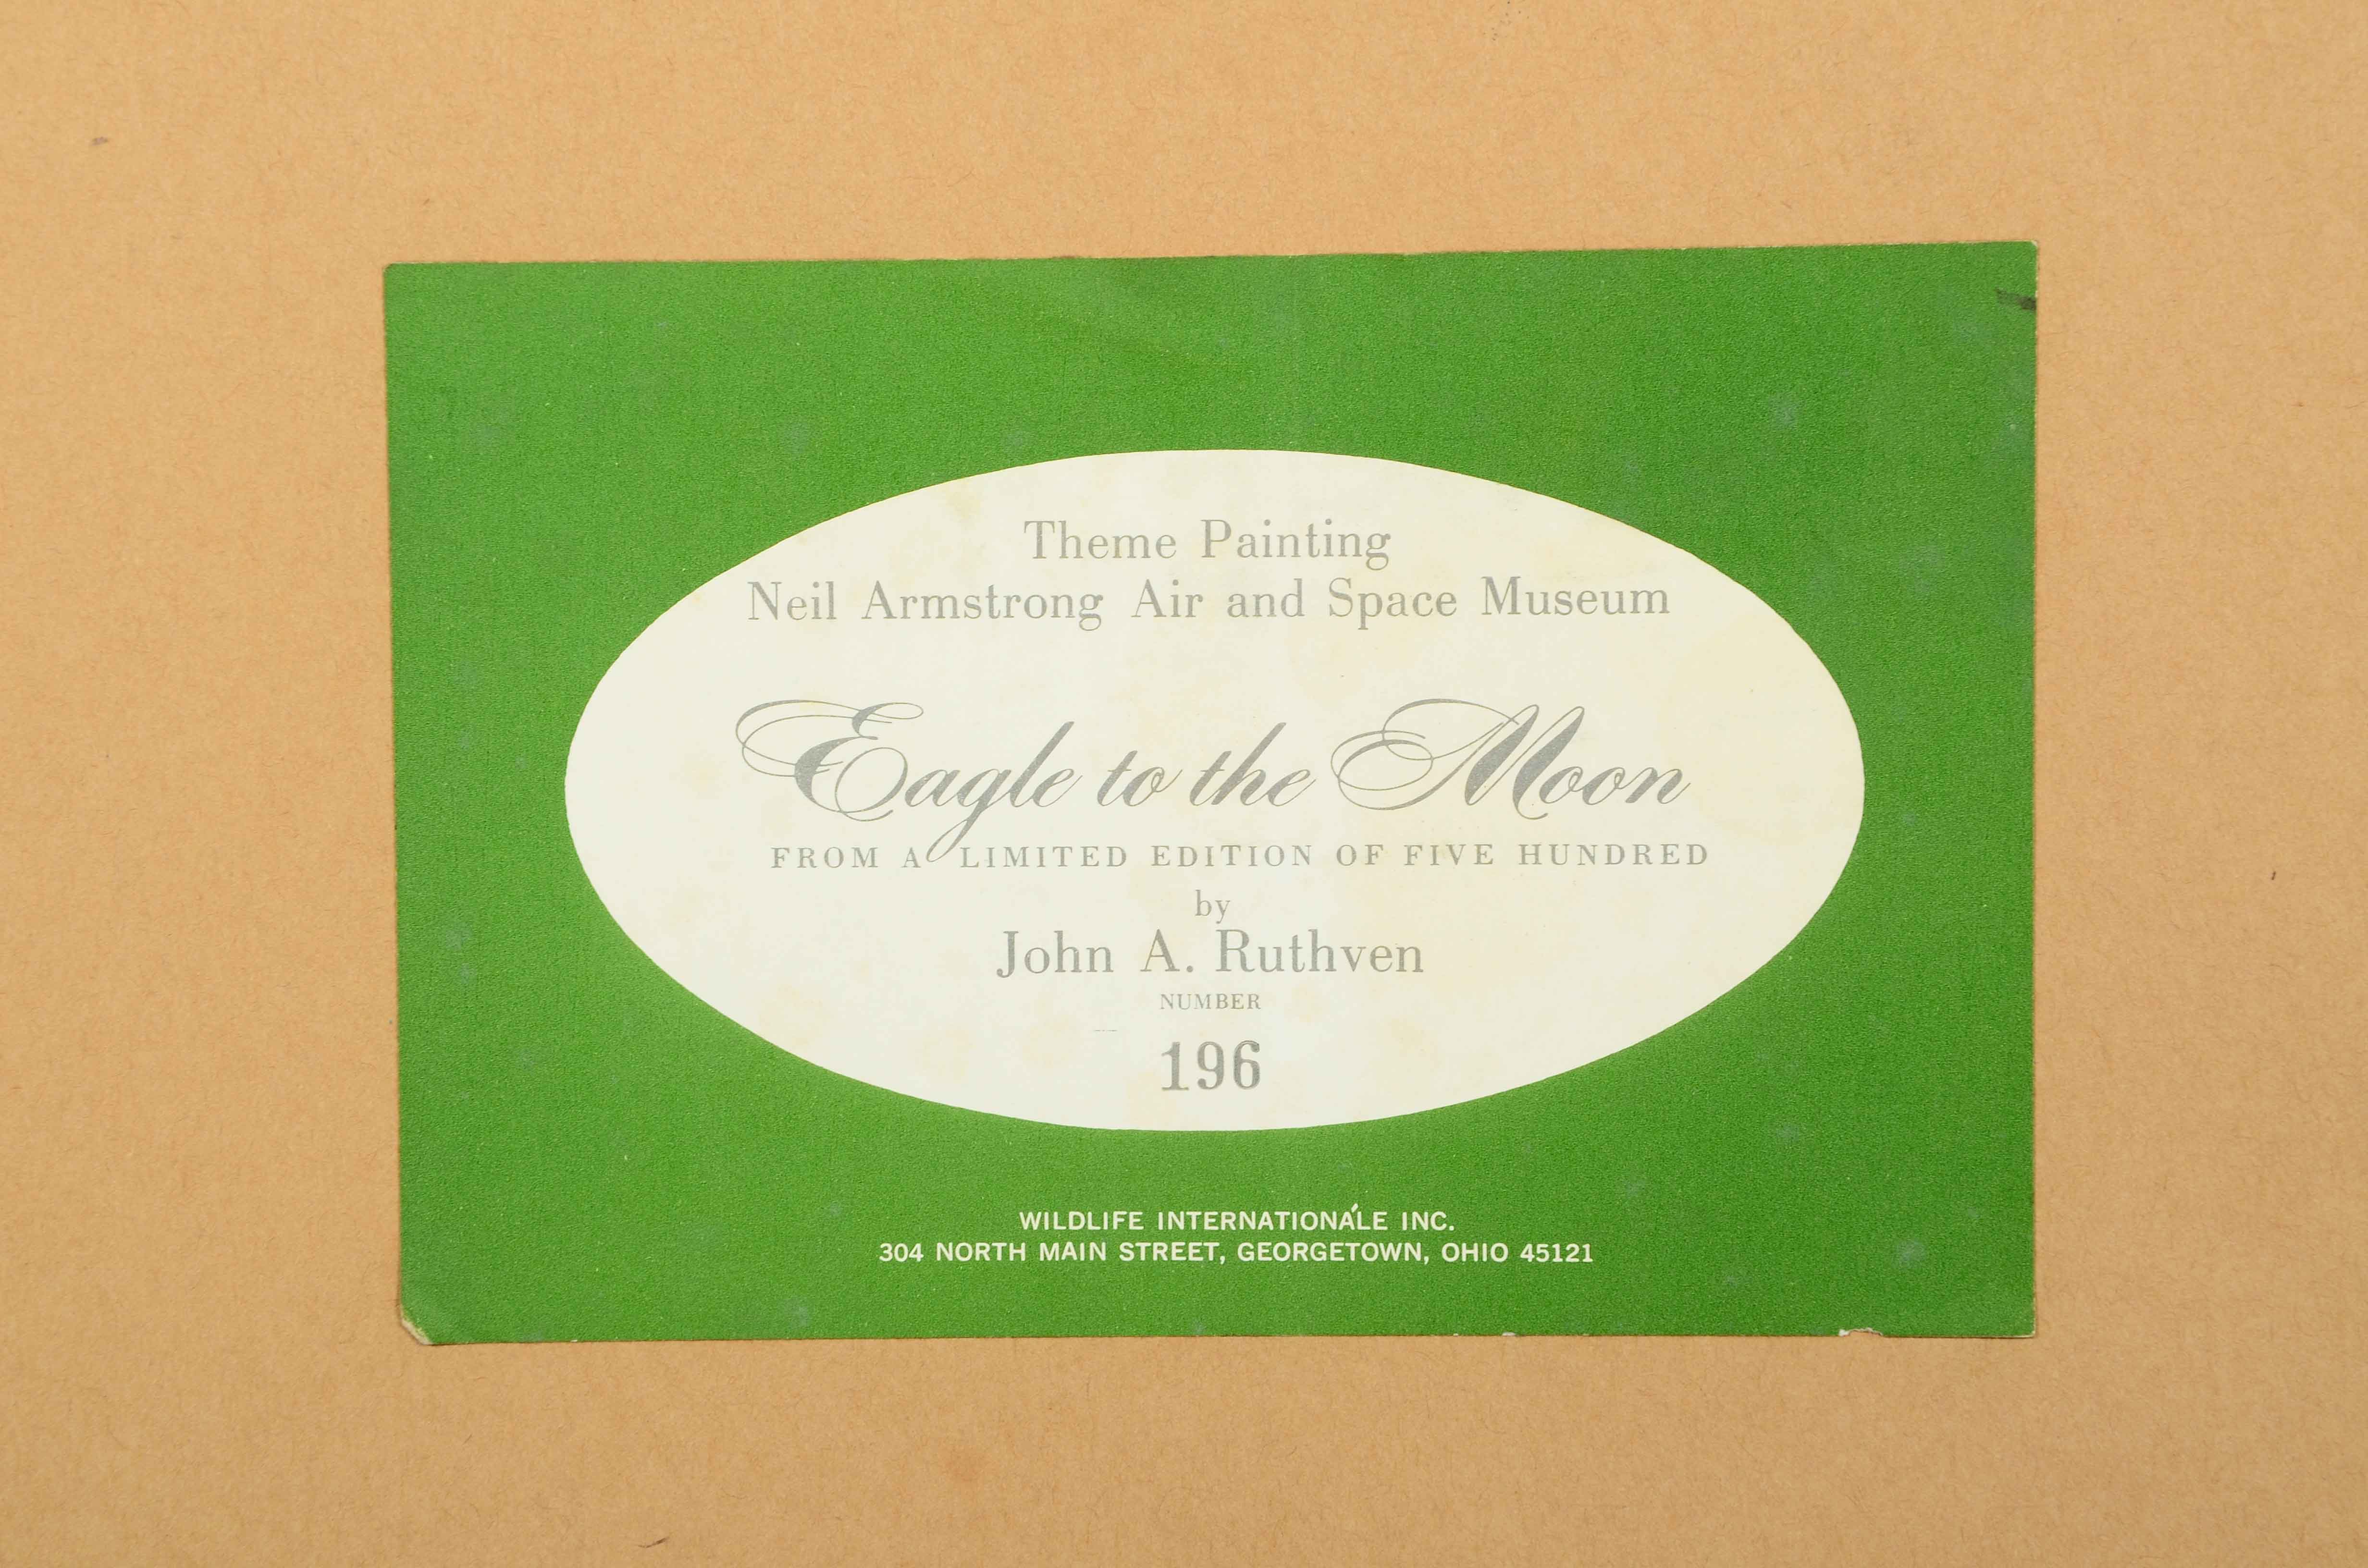 Theme Painting
Neil Armstrong Air and Space Museum
Eagle to the Moon
FROM A LIMITED EDITION OF FIVE HUNDRED
by
John A. Ruthven
NUMBER
196
WILDLIFE INTERNATIONALÉ INC.
304 NORTH MAIN STREET, GEORGETOWN, OHIO 45121